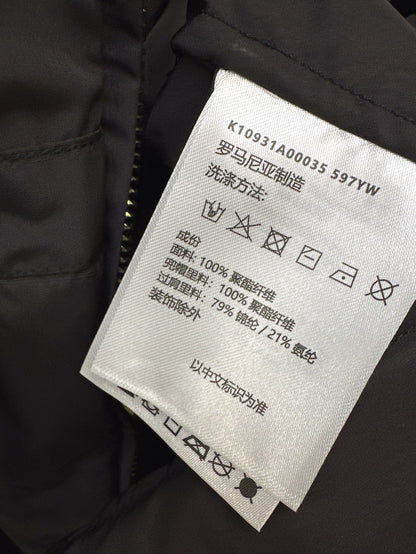 K10931A00035 597YW
罗马尼亚制造
洗涤方法:
成份
面料: 100% 聚酯纤维
兜帽里料: 100% 聚酯纤维
过肩里料: 79% 锦纶 / 21% 氨纶
装饰除外
以中文标识为准